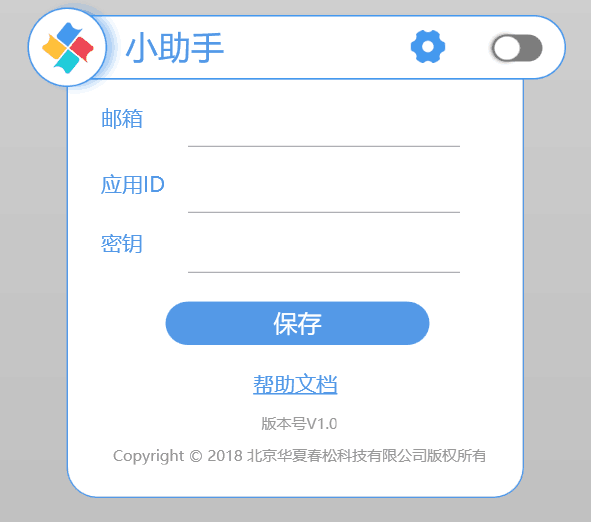 小助手
邮箱
应用ID
密钥
保存
帮助文档
版本号V1.0
Copyright © 2018 北京华夏春松科技有限公司版权所有